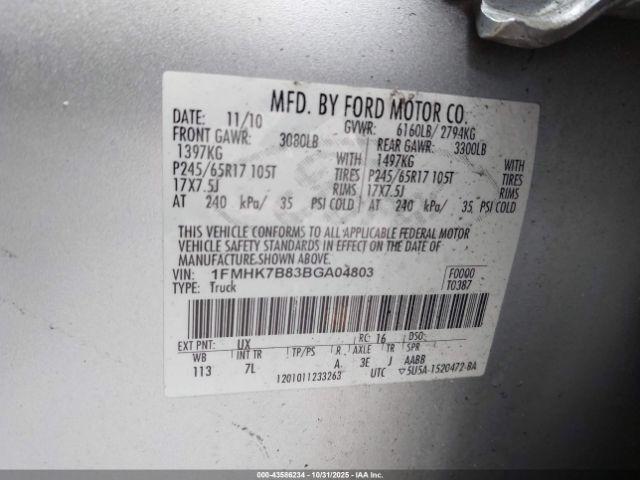 MFD. BY FORD MOTOR CO.
DATE: 11/10 GVWR: 6160LB/ 2794KG
FRONT GAWR: 3080LB REAR GAWR: 3300LB
1397KG WITH 1497KG WITH
P245/65R17 105T TIRES P245/65R17 105T TIRES
17X7.5J RIMS 17X7.5J RIMS
AT 240 kPa/ 35 PSI COLD AT 240 kPa/ 35 PSI COLD
THIS VEHICLE CONFORMS TO ALL APPLICABLE FEDERAL MOTOR
VEHICLE SAFETY STANDARDS IN EFFECT ON THE DATE OF
MANUFACTURE SHOWN ABOVE.
VIN: 1FMHK7B83BGA04803 F0000
TYPE: Truck T0387
EXT PNT: UX RC: 16 DSO:
WB INT TR TP/PS R AXLE TR SPR
113 7L A 3E J AABB
1201011233263 UTC ▽5U5A-1520472-BA
000-43586234 - 10/31/2025 - IAAI.com